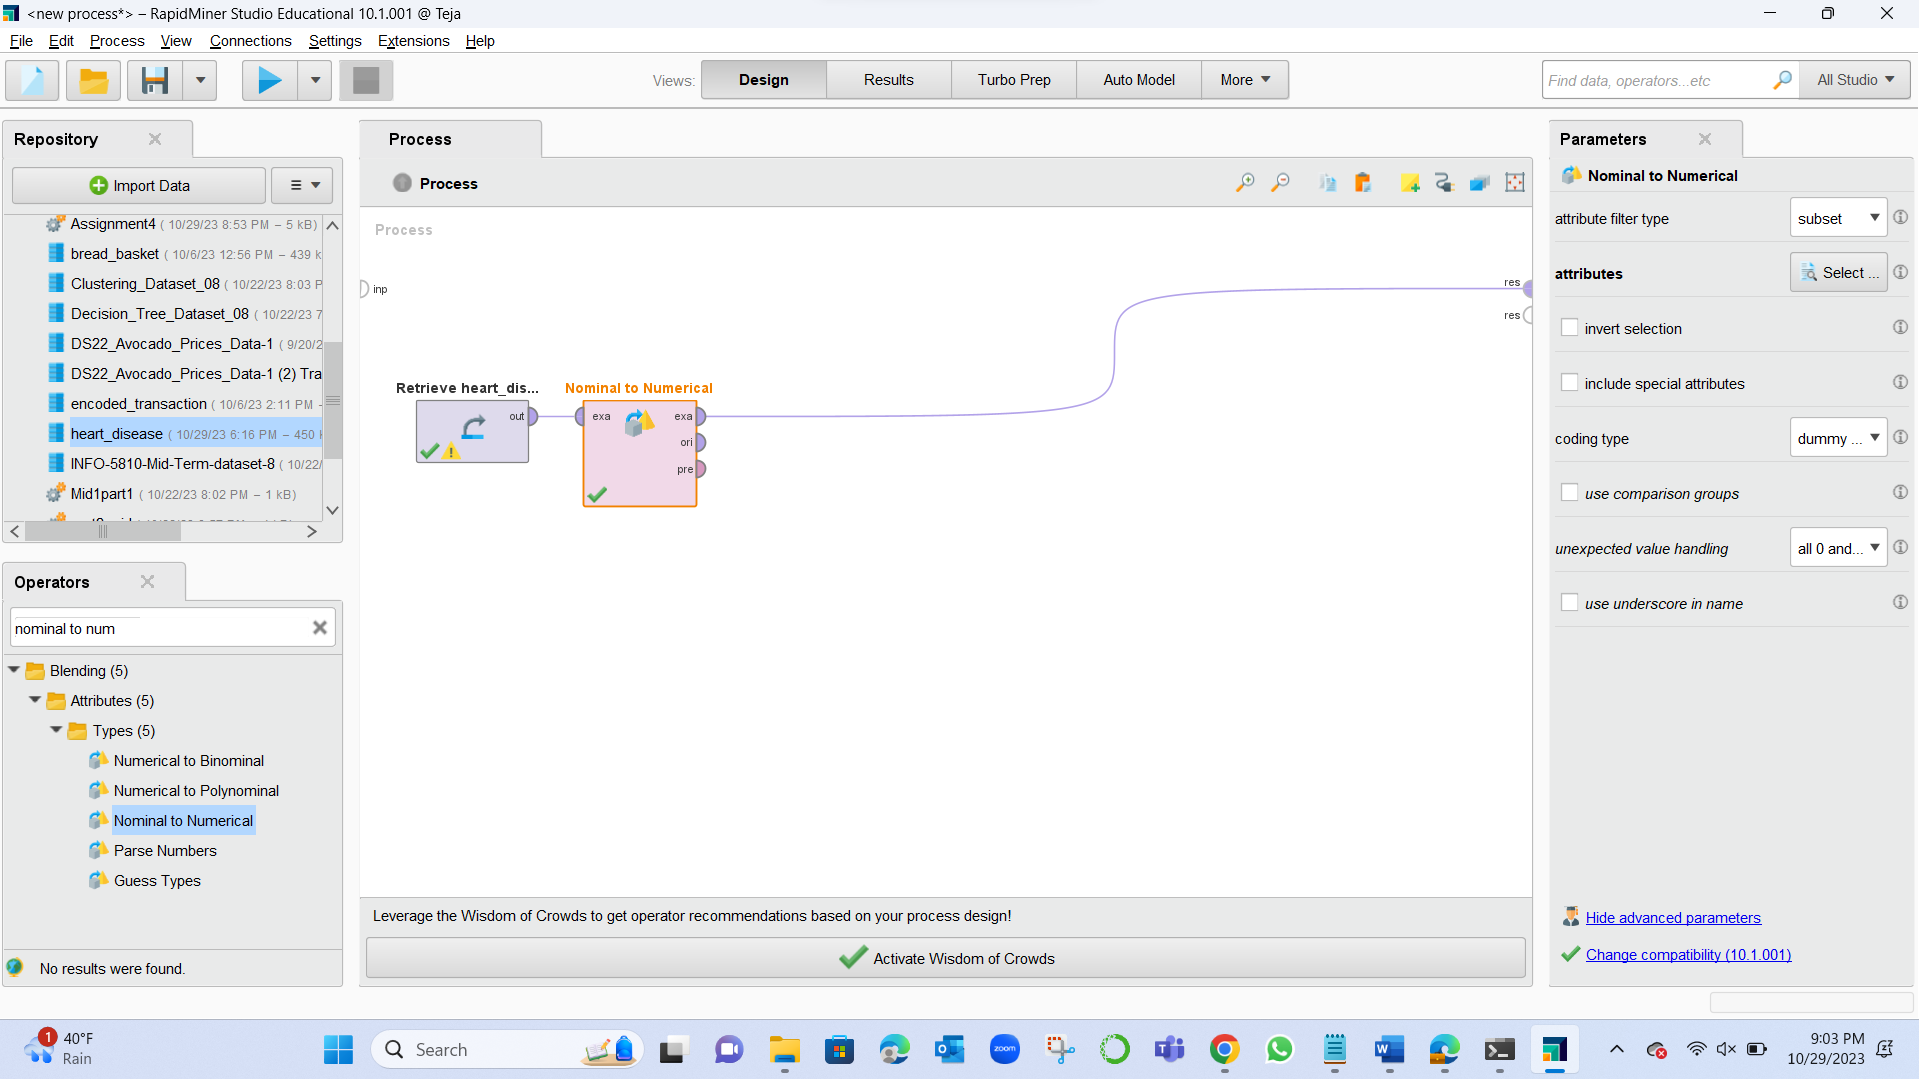 <new process*> – RapidMiner Studio Educational 10.1.001 @ Teja
File Edit Process View Connections Settings Extensions Help
Views: Design Results Turbo Prep Auto Model More
Find data, operators...etc
All Studio
Repository
Import Data
Assignment4 ( 10/29/23 8:53 PM – 5 kB)
bread_basket ( 10/6/23 12:56 PM – 439 k
Clustering_Dataset_08 ( 10/22/23 8:03 P
Decision_Tree_Dataset_08 ( 10/22/23 7
DS22_Avocado_Prices_Data-1 ( 9/20/2
DS22_Avocado_Prices_Data-1 (2) Tra
encoded_transaction ( 10/6/23 2:11 PM –
heart_disease ( 10/29/23 6:16 PM – 450
INFO-5810-Mid-Term-dataset-8 ( 10/22/
Mid1part1 ( 10/22/23 8:02 PM – 1 kB)
Operators
nominal to num
Blending (5)
Attributes (5)
Types (5)
Numerical to Binominal
Numerical to Polynominal
Nominal to Numerical
Parse Numbers
Guess Types
No results were found.
Process
Process
Process
inp
res
res
Retrieve heart_dis...
out
Nominal to Numerical
exa exa
ori
pre
Leverage the Wisdom of Crowds to get operator recommendations based on your process design!
Activate Wisdom of Crowds
Parameters
Nominal to Numerical
attribute filter type subset
attributes Select ...
invert selection
include special attributes
coding type dummy ...
use comparison groups
unexpected value handling all 0 and...
use underscore in name
Hide advanced parameters
Change compatibility (10.1.001)
1
40°F
Rain
Search
zoom
9:03 PM
10/29/2023